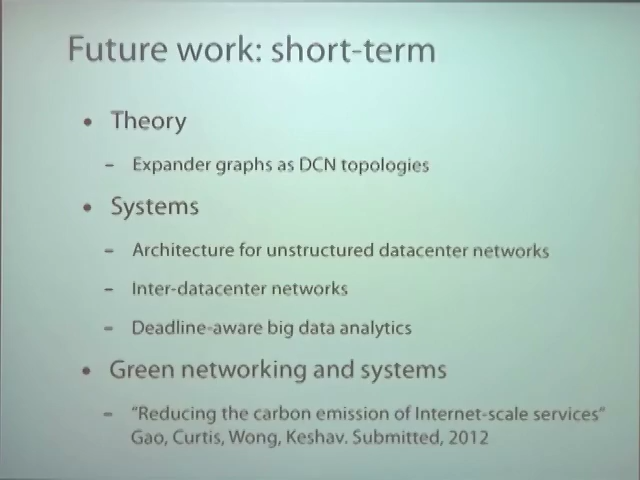 Future work: short-term
• Theory
– Expander graphs as DCN topologies
• Systems
– Architecture for unstructured datacenter networks
– Inter-datacenter networks
– Deadline-aware big data analytics
• Green networking and systems
– "Reducing the carbon emission of Internet-scale services"
Gao, Curtis, Wong, Keshav. Submitted, 2012